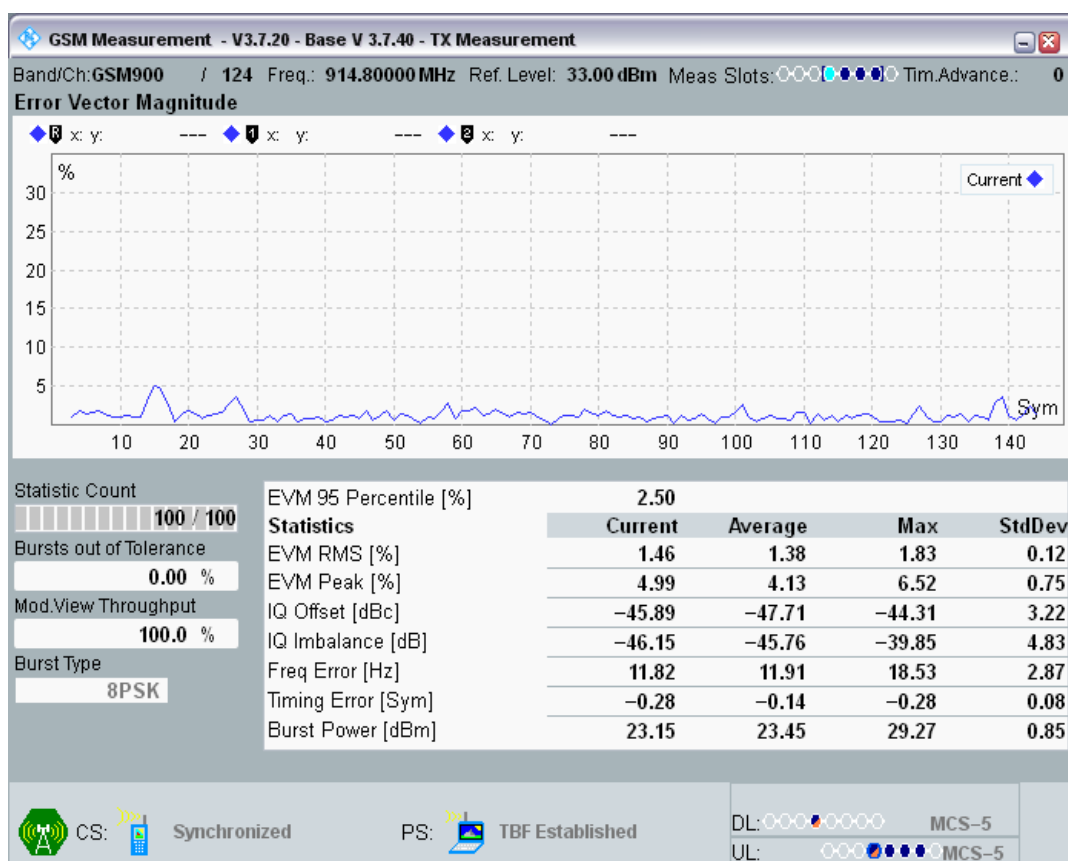 GSM Measurement - V3.7.20 - Base V 3.7.40 - TX Measurement
Band/Ch:GSM900 / 124 Freq.: 914.80000 MHz Ref. Level: 33.00 dBm Meas Slots: Tim.Advance.: 0
Error Vector Magnitude
R x: y: --- 1 x: y: --- 2 x: y: ---
%
Current
30
25
20
15
10
5
Sym
10 20 30 40 50 60 70 80 90 100 110 120 130 140
Statistic Count
100 / 100
Bursts out of Tolerance
0.00 %
Mod.View Throughput
100.0 %
Burst Type
8PSK
EVM 95 Percentile [%] 2.50
Statistics Current Average Max StdDev
EVM RMS [%] 1.46 1.38 1.83 0.12
EVM Peak [%] 4.99 4.13 6.52 0.75
IQ Offset [dBc] −45.89 −47.71 −44.31 3.22
IQ Imbalance [dB] −46.15 −45.76 −39.85 4.83
Freq Error [Hz] 11.82 11.91 18.53 2.87
Timing Error [Sym] −0.28 −0.14 −0.28 0.08
Burst Power [dBm] 23.15 23.45 29.27 0.85
CS: Synchronized PS: TBF Established
DL: MCS−5
UL: MCS−5